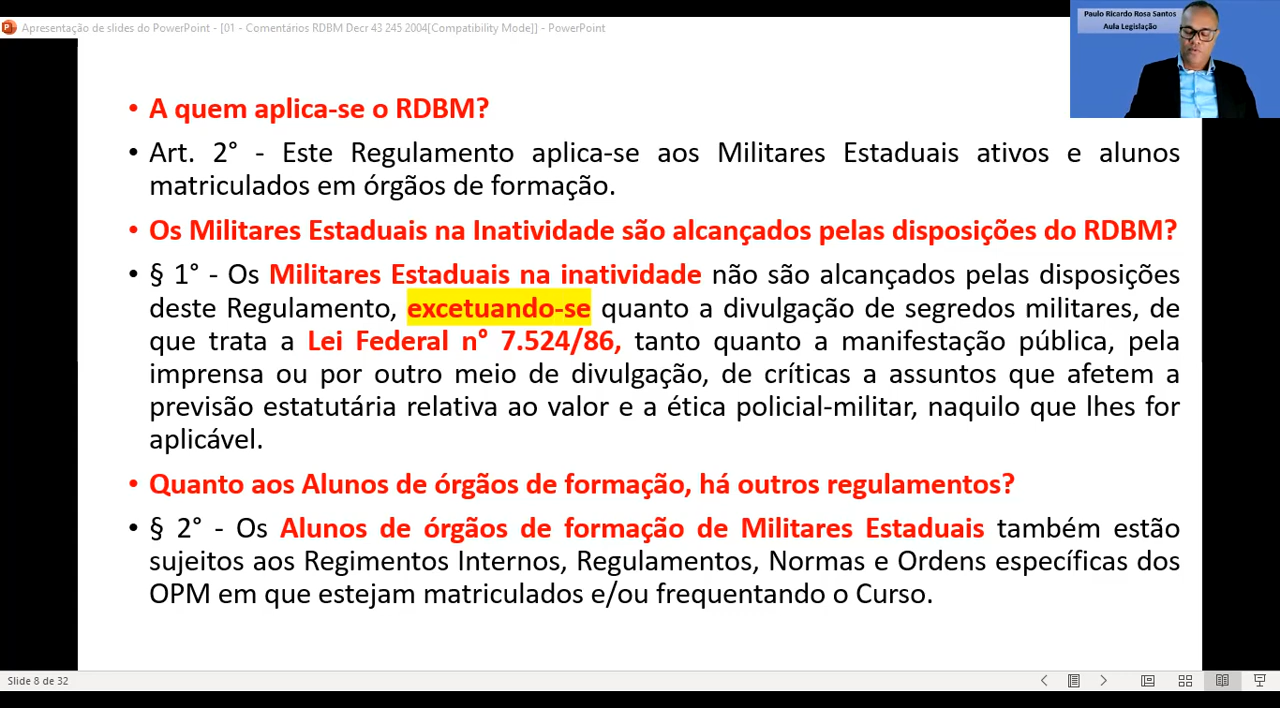 Apresentação de slides do PowerPoint - [01 - Comentários RDBM Decr 43 245 2004[Compatibility Mode]] - PowerPoint
Paulo Ricardo Rosa Santos
Aula Legislação
• A quem aplica-se o RDBM?
• Art. 2° - Este Regulamento aplica-se aos Militares Estaduais ativos e alunos
matriculados em órgãos de formação.
• Os Militares Estaduais na Inatividade são alcançados pelas disposições do RDBM?
• § 1° - Os Militares Estaduais na inatividade não são alcançados pelas disposições
deste Regulamento, excetuando-se quanto a divulgação de segredos militares, de
que trata a Lei Federal n° 7.524/86, tanto quanto a manifestação pública, pela
imprensa ou por outro meio de divulgação, de críticas a assuntos que afetem a
previsão estatutária relativa ao valor e a ética policial-militar, naquilo que lhes for
aplicável.
• Quanto aos Alunos de órgãos de formação, há outros regulamentos?
• § 2° - Os Alunos de órgãos de formação de Militares Estaduais também estão
sujeitos aos Regimentos Internos, Regulamentos, Normas e Ordens específicas dos
OPM em que estejam matriculados e/ou frequentando o Curso.
Slide 8 de 32